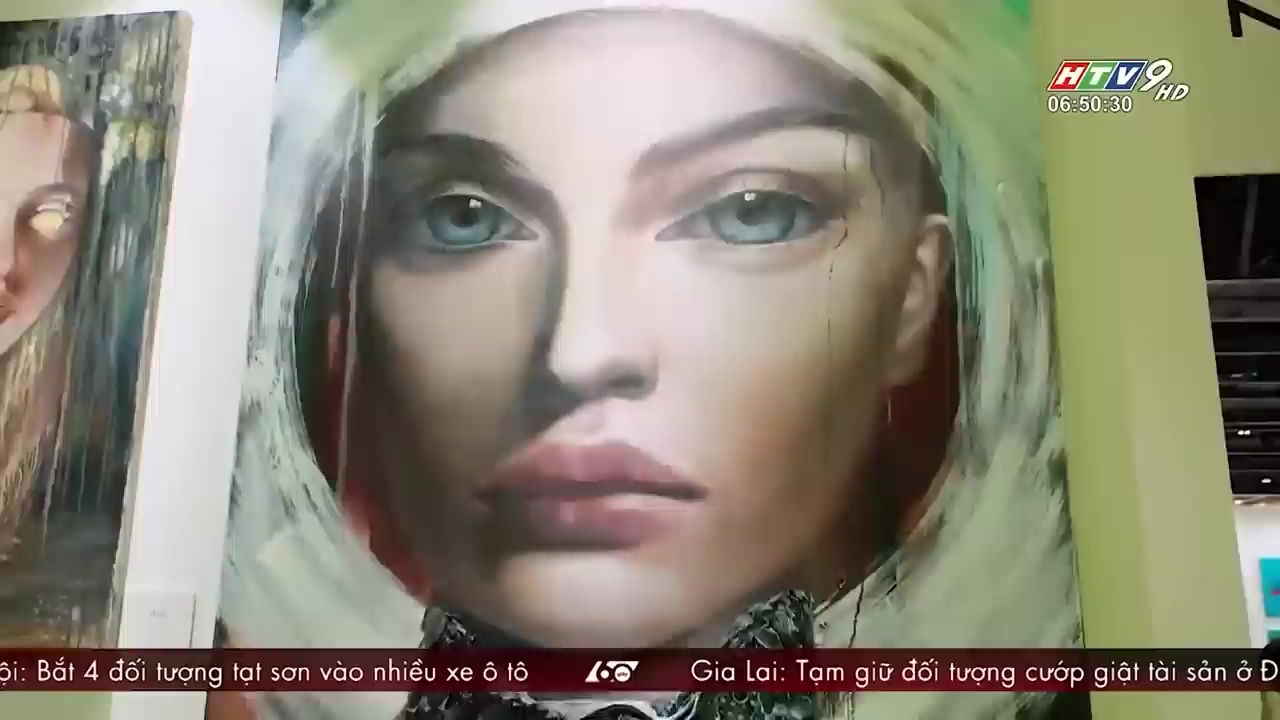 HTV9 HD
06:50:30
ội: Bắt 4 đối tượng tạt sơn vào nhiều xe ô tô
Gia Lai: Tạm giữ đối tượng cướp giật tài sản ở Đ